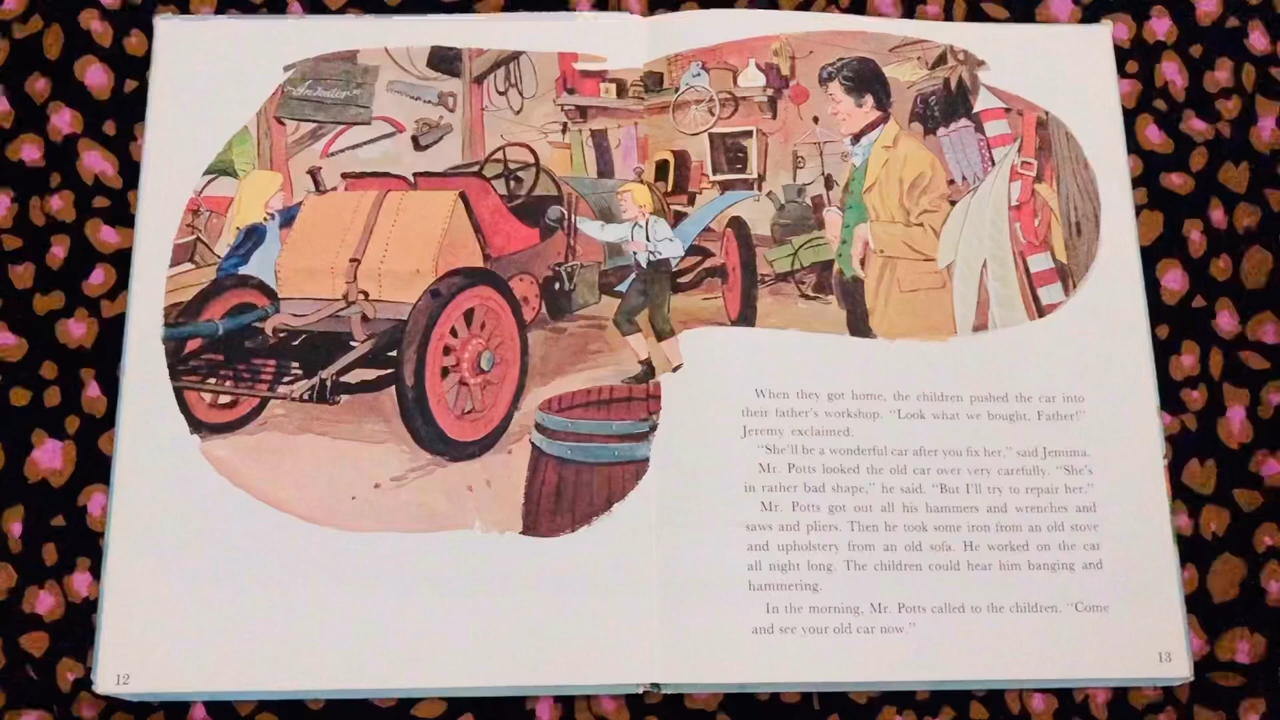 When they got home, the children pushed the car into
their father's workshop. "Look what we bought, Father!"
Jeremy exclaimed.
"She'll be a wonderful car after you fix her," said Jemima.
Mr. Potts looked the old car over very carefully. "She's
in rather bad shape," he said. "But I'll try to repair her."
Mr. Potts got out all his hammers and wrenches and
saws and pliers. Then he took some iron from an old stove
and upholstery from an old sofa. He worked on the car
all night long. The children could hear him banging and
hammering.
In the morning, Mr. Potts called to the children. "Come
and see your old car now."
12
13